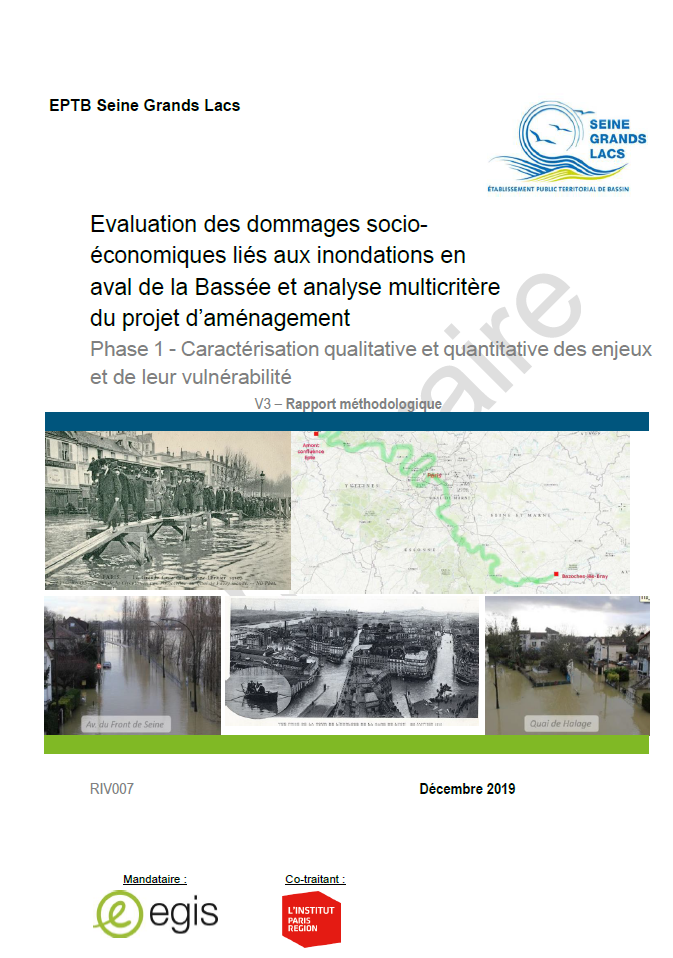 EPTB Seine Grands Lacs
SEINE
GRANDS
LACS
ÉTABLISSEMENT PUBLIC TERRITORIAL DE BASSIN
Evaluation des dommages socio-
économiques liés aux inondations en
aval de la Bassée et analyse multicritère
du projet d’aménagement
Phase 1 - Caractérisation qualitative et quantitative des enjeux
et de leur vulnérabilité
V3 – Rapport méthodologique
aire
Amont
confluence
Epte
Paris
YVELINES
SEINE ET MARNE
ESSONNE
Bazoches-lès-Bray
PARIS
Av. du Front de Seine
Quai de Halage
RIV007
Décembre 2019
Mandataire :
Co-traitant :
egis
L'INSTITUT
PARIS
REGION